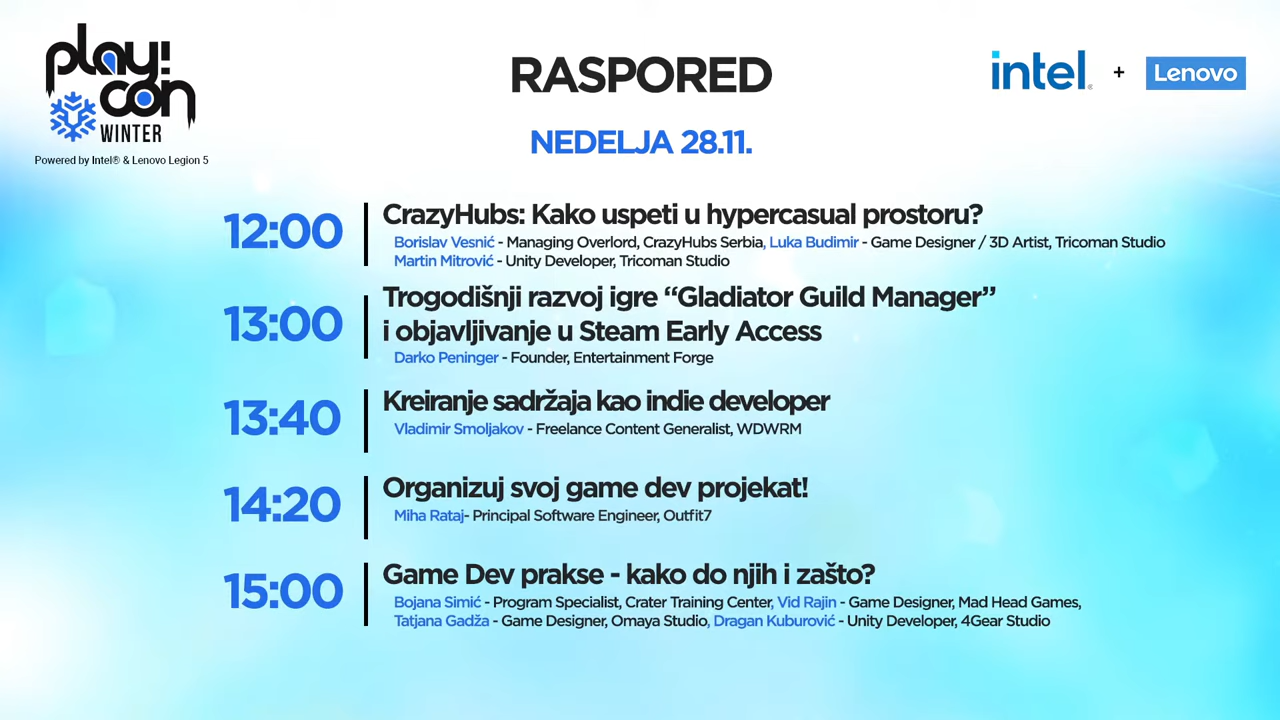 play!
con
WINTER
Powered by Intel® & Lenovo Legion 5
RASPORED
NEDELJA 28.11.
intel® + Lenovo
12:00
CrazyHubs: Kako uspeti u hypercasual prostoru?
Borislav Vesnić - Managing Overlord, CrazyHubs Serbia, Luka Budimir - Game Designer / 3D Artist, Tricoman Studio
Martin Mitrović - Unity Developer, Tricoman Studio
13:00
Trogodišnji razvoj igre “Gladiator Guild Manager”
i objavljivanje u Steam Early Access
Darko Peninger - Founder, Entertainment Forge
13:40
Kreiranje sadržaja kao indie developer
Vladimir Smoljakov - Freelance Content Generalist, WDWRM
14:20
Organizuj svoj game dev projekat!
Miha Rataj- Principal Software Engineer, Outfit7
15:00
Game Dev prakse - kako do njih i zašto?
Bojana Simić - Program Specialist, Crater Training Center, Vid Rajin - Game Designer, Mad Head Games,
Tatjana Gadža - Game Designer, Omaya Studio, Dragan Kuburović - Unity Developer, 4Gear Studio